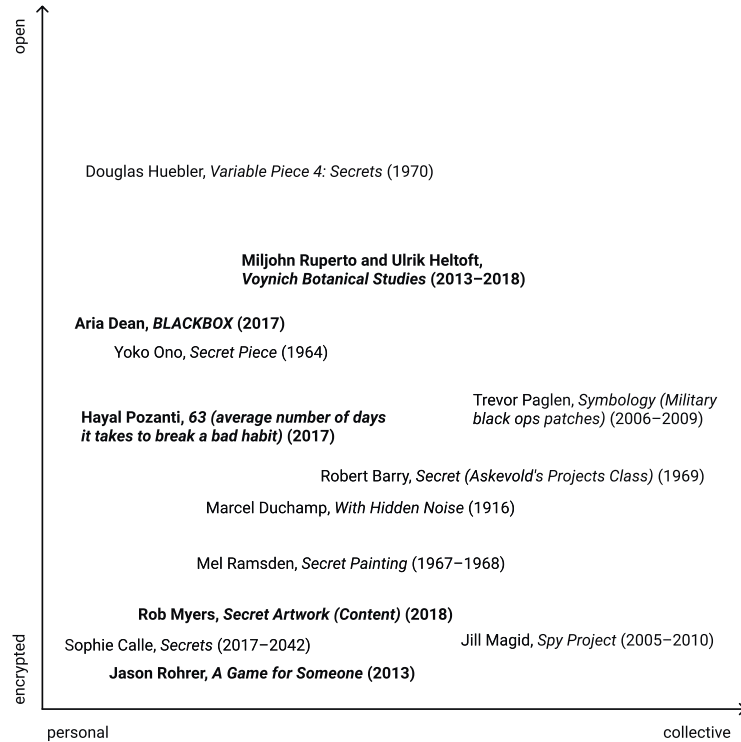 open
Douglas Huebler, Variable Piece 4: Secrets (1970)
Miljohn Ruperto and Ulrik Heltoft,
Voynich Botanical Studies (2013–2018)
Aria Dean, BLACKBOX (2017)
Yoko Ono, Secret Piece (1964)
Trevor Paglen, Symbology (Military
black ops patches) (2006–2009)
Hayal Pozanti, 63 (average number of days
it takes to break a bad habit) (2017)
Robert Barry, Secret (Askevold's Projects Class) (1969)
Marcel Duchamp, With Hidden Noise (1916)
Mel Ramsden, Secret Painting (1967–1968)
Rob Myers, Secret Artwork (Content) (2018)
Sophie Calle, Secrets (2017–2042)
Jill Magid, Spy Project (2005–2010)
Jason Rohrer, A Game for Someone (2013)
encrypted
personal
collective